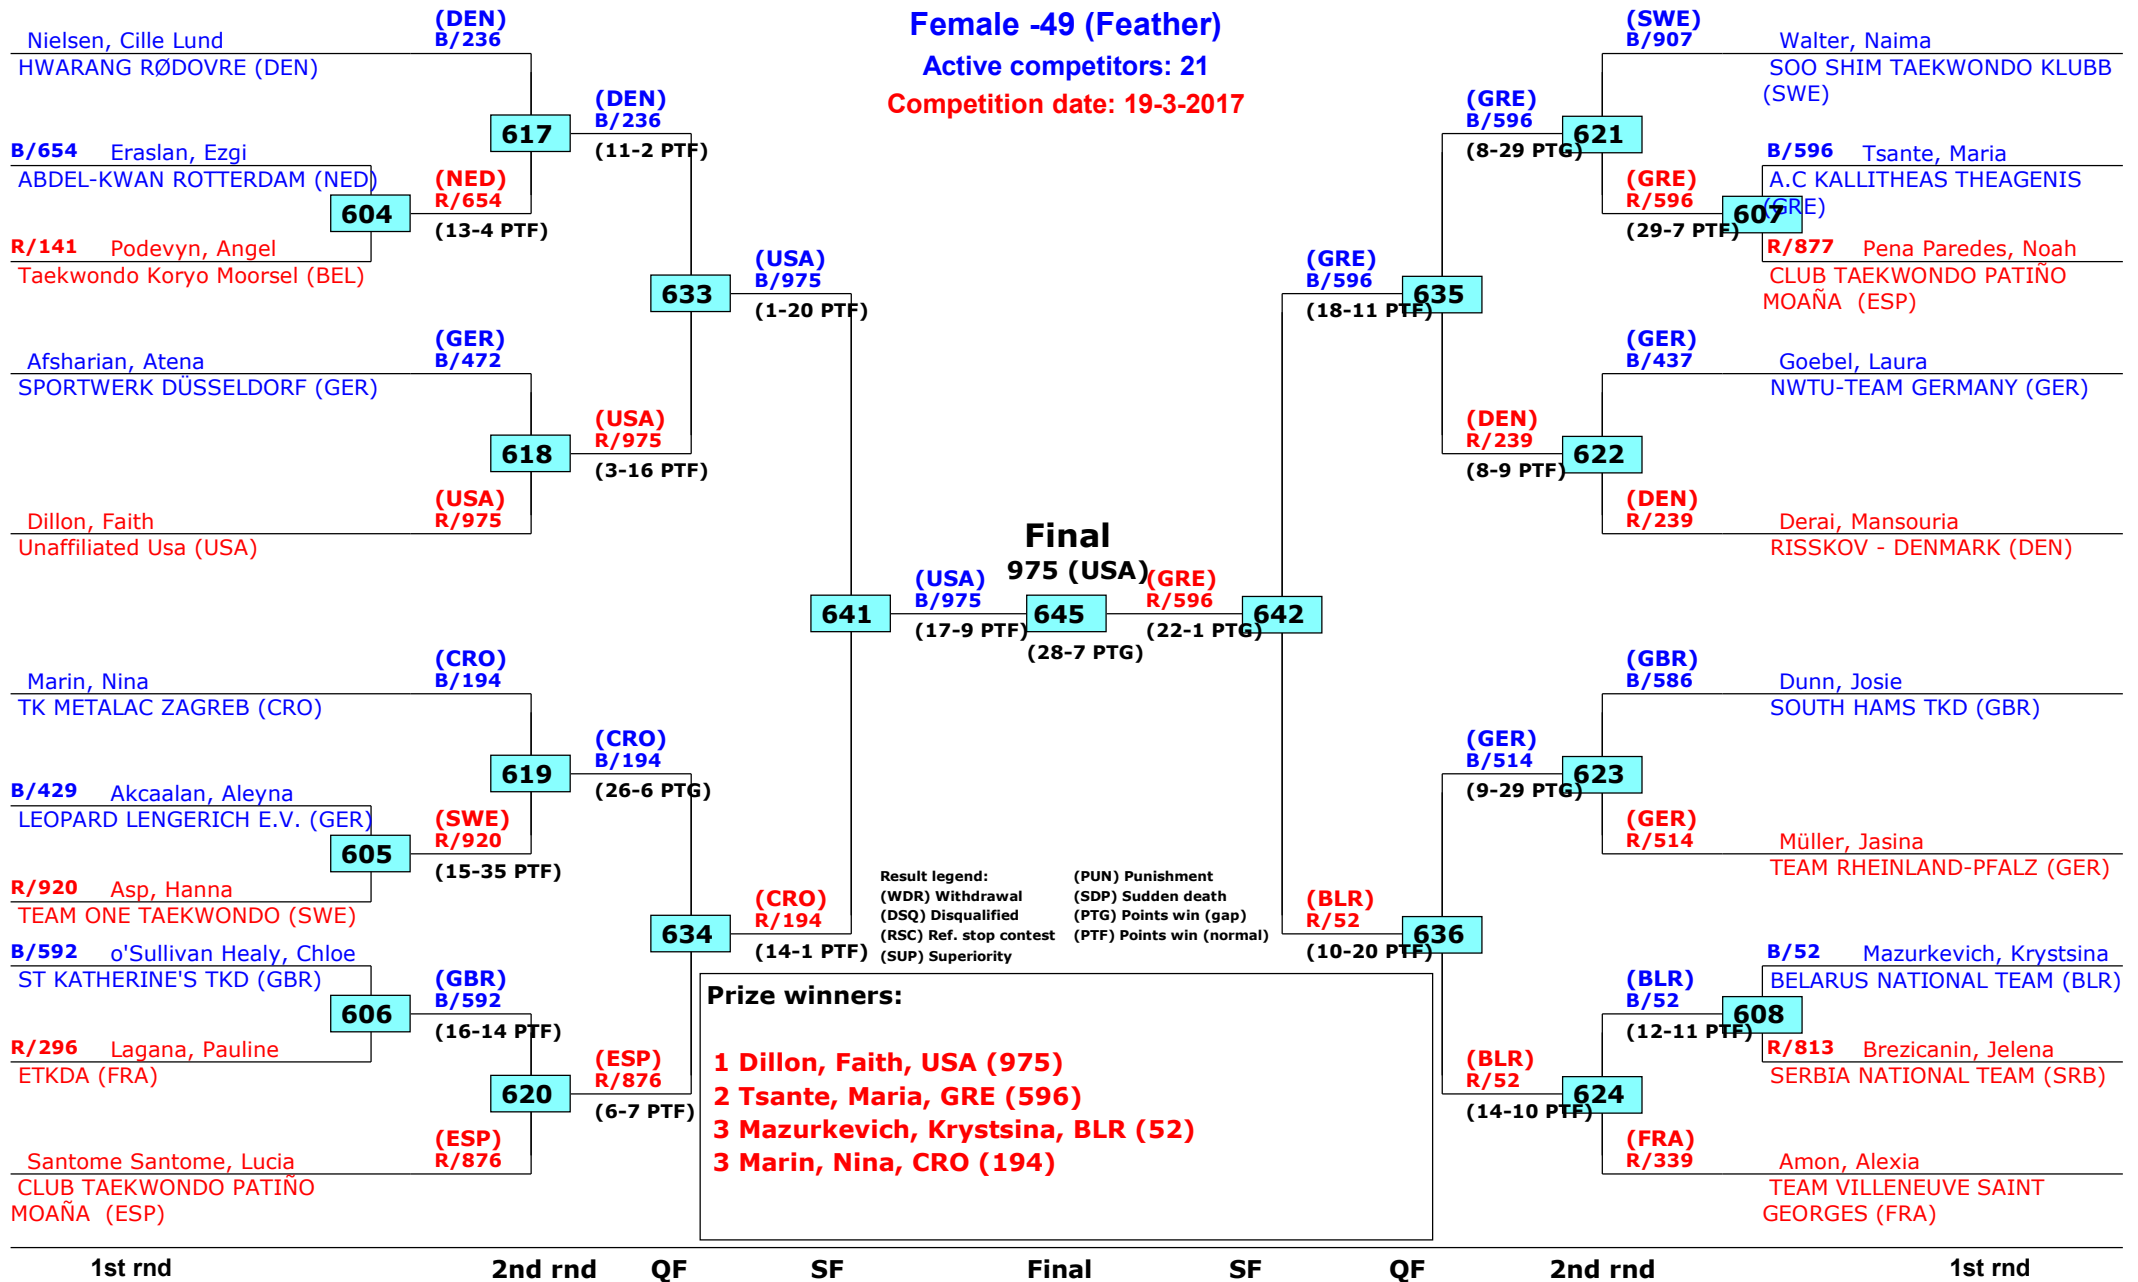 Female -49 (Feather)
Active competitors: 21
Competition date: 19-3-2017
(DEN)
B/236
Nielsen, Cille Lund
HWARANG RØDOVRE (DEN)
617
(DEN)
B/236
(11-2 PTF)
B/654 Eraslan, Ezgi
ABDEL-KWAN ROTTERDAM (NED)
604
(NED)
R/654
(13-4 PTF)
R/141 Podevyn, Angel
Taekwondo Koryo Moorsel (BEL)
633
(USA)
B/975
(1-20 PTF)
(GER)
B/472
Afsharian, Atena
SPORTWERK DÜSSELDORF (GER)
618
(USA)
R/975
(3-16 PTF)
(USA)
R/975
Dillon, Faith
Unaffiliated Usa (USA)
641
(USA)
B/975
(17-9 PTF)
(CRO)
B/194
Marin, Nina
TK METALAC ZAGREB (CRO)
619
(CRO)
B/194
(26-6 PTG)
B/429 Akcaalan, Aleyna
LEOPARD LENGERICH E.V. (GER)
605
(SWE)
R/920
(15-35 PTF)
R/920 Asp, Hanna
TEAM ONE TAEKWONDO (SWE)
634
(CRO)
R/194
(14-1 PTF)
B/592 o'Sullivan Healy, Chloe
ST KATHERINE'S TKD (GBR)
606
(GBR)
B/592
(16-14 PTF)
R/296 Lagana, Pauline
ETKDA (FRA)
620
(ESP)
R/876
(6-7 PTF)
(ESP)
R/876
Santome Santome, Lucia
CLUB TAEKWONDO PATIÑO
MOAÑA (ESP)
Final
975 (USA)
645
(28-7 PTG)
(GRE)
R/596
(22-1 PTG)
642
(SWE)
B/907
Walter, Naima
SOO SHIM TAEKWONDO KLUBB
(SWE)
(GRE)
B/596
(8-29 PTG)
621
B/596 Tsante, Maria
A.C KALLITHEAS THEAGENIS
(GRE)
(GRE)
R/596
(29-7 PTF)
607
R/877 Pena Paredes, Noah
CLUB TAEKWONDO PATIÑO
MOAÑA (ESP)
(GRE)
B/596
(18-11 PTF)
635
(GER)
B/437
Goebel, Laura
NWTU-TEAM GERMANY (GER)
(DEN)
R/239
(8-9 PTF)
622
(DEN)
R/239
Derai, Mansouria
RISSKOV - DENMARK (DEN)
(GBR)
B/586
Dunn, Josie
SOUTH HAMS TKD (GBR)
(GER)
B/514
(9-29 PTG)
623
(GER)
R/514
Müller, Jasina
TEAM RHEINLAND-PFALZ (GER)
(BLR)
R/52
(10-20 PTF)
636
B/52 Mazurkevich, Krystsina
BELARUS NATIONAL TEAM (BLR)
(BLR)
B/52
(12-11 PTF)
608
R/813 Brezicanin, Jelena
SERBIA NATIONAL TEAM (SRB)
(BLR)
R/52
(14-10 PTF)
624
(FRA)
R/339
Amon, Alexia
TEAM VILLENEUVE SAINT
GEORGES (FRA)
Result legend:
(WDR) Withdrawal
(DSQ) Disqualified
(RSC) Ref. stop contest
(SUP) Superiority
(PUN) Punishment
(SDP) Sudden death
(PTG) Points win (gap)
(PTF) Points win (normal)
Prize winners:
1 Dillon, Faith, USA (975)
2 Tsante, Maria, GRE (596)
3 Mazurkevich, Krystsina, BLR (52)
3 Marin, Nina, CRO (194)
1st rnd 2nd rnd QF SF Final SF QF 2nd rnd 1st rnd